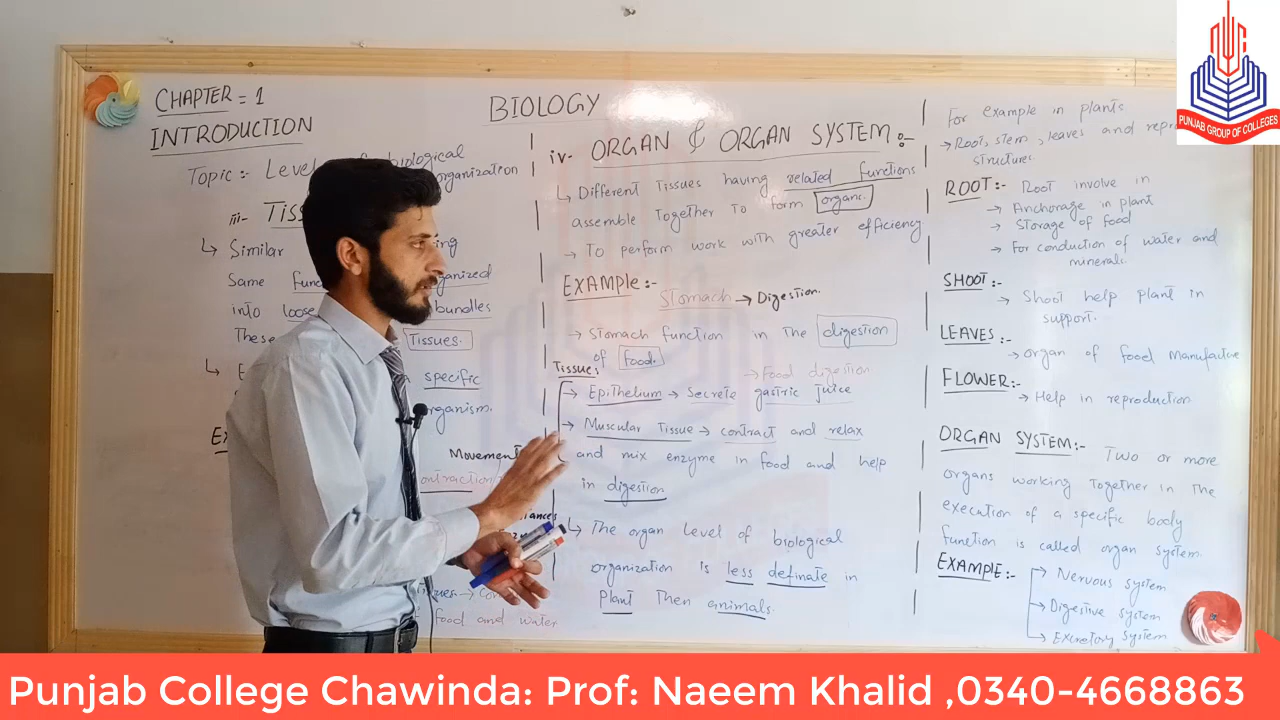 CHAPTER = 1
INTRODUCTION
Topic:- Level biological
organization
iii-
Similar
Same organized
into loose bundles
These Tissues.
specific
organism.
Movement
food and water
BIOLOGY
iv- ORGAN & ORGAN SYSTEM:-
Different Tissues having related functions
assemble Together To form organ.
→ To perform work with greater efficiency
EXAMPLE:-
Stomach → Digestion.
→ Stomach function in the digestion
of Food.
Tissue:
→ Food digestion
→ Epithelium → Secrete gastric juice
→ Muscular Tissue → contract and relax
and mix enzyme in food and help
in digestion
The organ level of biological
organization is less definate in
plant Then animals.
For example in plants
→ Root, stem, leaves and
structures.
ROOT:- Root involve in
→ Anchorage in plant
→ Storage of food
→ For conduction of water and
minerals.
SHOOT:-
→ Shoot help plant in
support.
LEAVES:-
→ organ of food Manufacture
FLOWER:-
→ Help in reproduction
ORGAN SYSTEM:- Two or more
organs working Together in The
execution of a specific body
function is called organ system.
EXAMPLE:-
→ Nervous system
→ Digestive system
→ Excretory system
PUNJAB GROUP OF COLLEGES
Punjab College Chawinda: Prof: Naeem Khalid ,0340-4668863